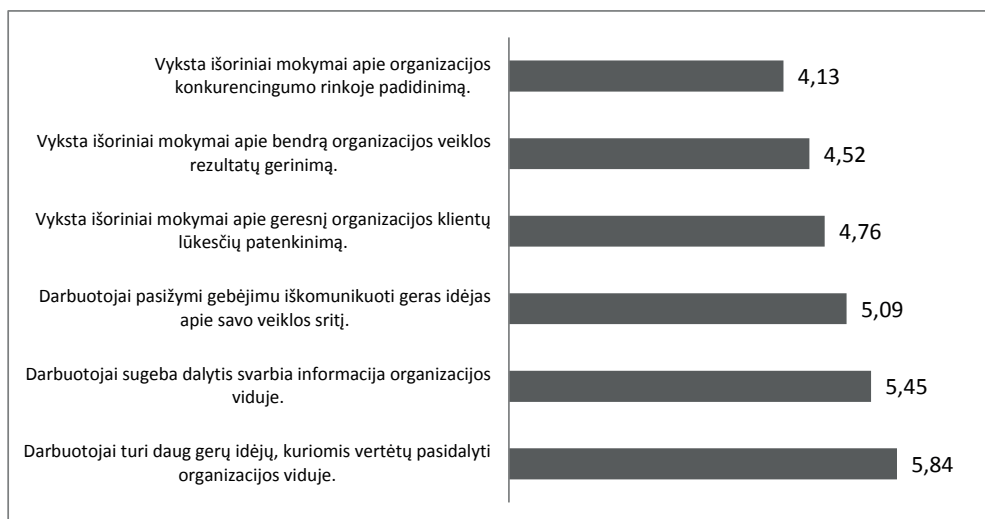 Vyksta išoriniai mokymai apie organizacijos
konkurencingumo rinkoje padidinimą.
4,13
Vyksta išoriniai mokymai apie bendrą organizacijos veiklos
rezultatų gerinimą.
4,52
Vyksta išoriniai mokymai apie geresnį organizacijos klientų
lūkesčių patenkinimą.
4,76
Darbuotojai pasižymi gebėjimu iškomunikuoti geras idėjas
apie savo veiklos sritį.
5,09
Darbuotojai sugeba dalytis svarbia informacija organizacijos
viduje.
5,45
Darbuotojai turi daug gerų idėjų, kuriomis vertėtų pasidalyti
organizacijos viduje.
5,84